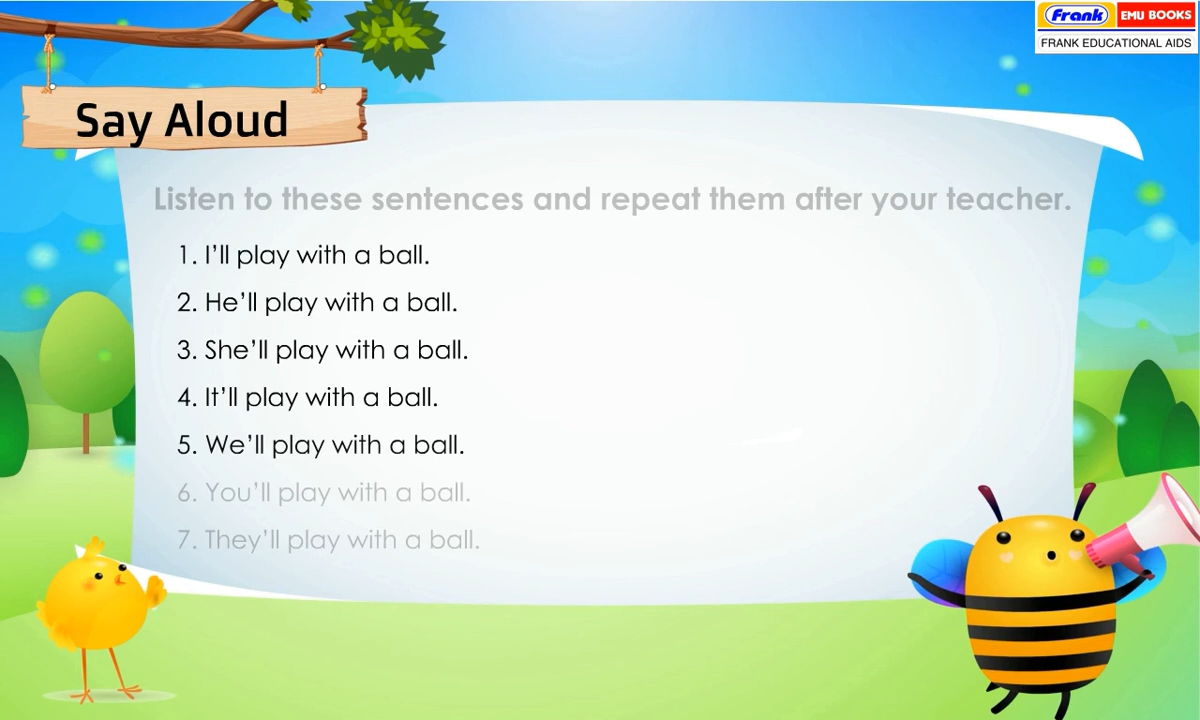 Frank EMU BOOKS
FRANK EDUCATIONAL AIDS
Say Aloud
Listen to these sentences and repeat them after your teacher.
1. I’ll play with a ball.
2. He’ll play with a ball.
3. She’ll play with a ball.
4. It’ll play with a ball.
5. We’ll play with a ball.
6. You’ll play with a ball.
7. They’ll play with a ball.